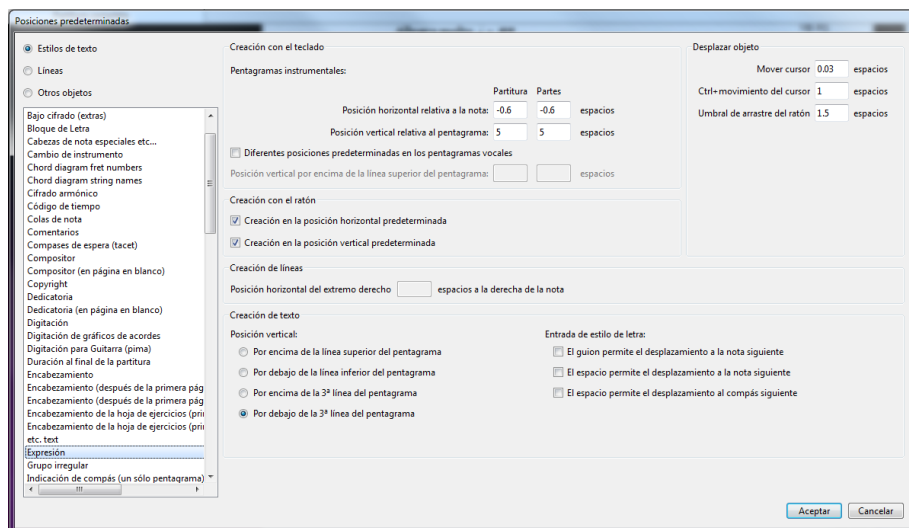 Posiciones predeterminadas
Estilos de texto
Líneas
Otros objetos
Bajo cifrado (extras)
Bloque de Letra
Cabezas de nota especiales etc...
Cambio de instrumento
Chord diagram fret numbers
Chord diagram string names
Cifrado armónico
Código de tiempo
Colas de nota
Comentarios
Compases de espera (tacet)
Compositor
Compositor (en página en blanco)
Copyright
Dedicatoria
Dedicatoria (en página en blanco)
Digitación
Digitación de gráficos de acordes
Digitación para Guitarra (pima)
Duración al final de la partitura
Encabezamiento
Encabezamiento (después de la primera pág
Encabezamiento (después de la primera pág
Encabezamiento de la hoja de ejercicios (pri
Encabezamiento de la hoja de ejercicios (pri
etc. text
Expresión
Grupo irregular
Indicación de compás (un sólo pentagrama)
Creación con el teclado
Pentagramas instrumentales:
Partitura Partes
Posición horizontal relativa a la nota: -0.6 -0.6 espacios
Posición vertical relativa al pentagrama: 5 5 espacios
Diferentes posiciones predeterminadas en los pentagramas vocales
Posición vertical por encima de la línea superior del pentagrama: espacios
Creación con el ratón
Creación en la posición horizontal predeterminada
Creación en la posición vertical predeterminada
Creación de líneas
Posición horizontal del extremo derecho espacios a la derecha de la nota
Creación de texto
Posición vertical:
Por encima de la línea superior del pentagrama
Por debajo de la línea inferior del pentagrama
Por encima de la 3ª línea del pentagrama
Por debajo de la 3ª línea del pentagrama
Entrada de estilo de letra:
El guion permite el desplazamiento a la nota siguiente
El espacio permite el desplazamiento a la nota siguiente
El espacio permite el desplazamiento al compás siguiente
Desplazar objeto
Mover cursor 0.03 espacios
Ctrl+movimiento del cursor 1 espacios
Umbral de arrastre del ratón 1.5 espacios
Aceptar Cancelar